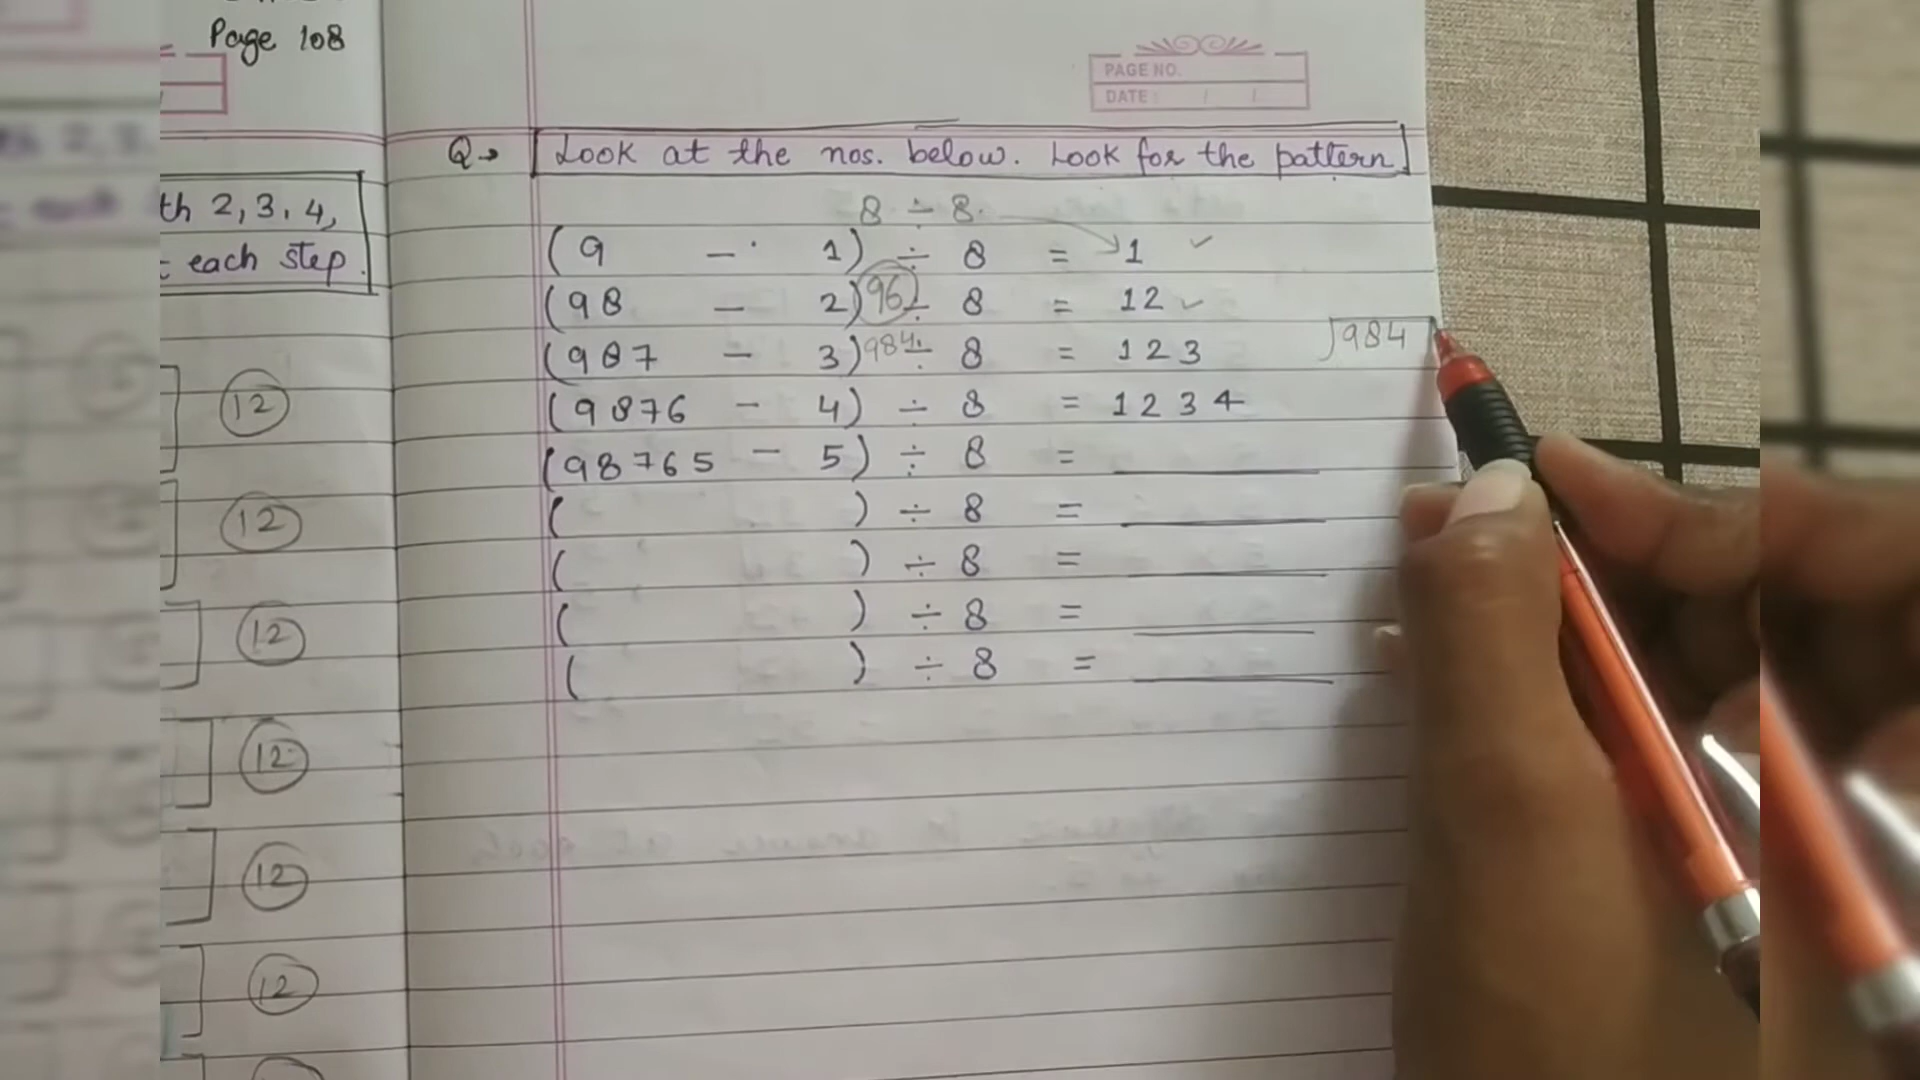 Page 108
PAGE NO.
DATE : / /
th 2, 3, 4,
each step.
Q→ Look at the nos. below. Look for the pattern
8 ÷ 8
(9 - 1) ÷ 8 = 1 ✓
(98 - 2) 96 ÷ 8 = 12 ✓
(987 - 3) 984 ÷ 8 = 123
984
(9876 - 4) ÷ 8 = 1234
(98765 - 5) ÷ 8 =
( ) ÷ 8 =
( ) ÷ 8 =
( ) ÷ 8 =
( ) ÷ 8 =
12
12
12
12
12
12